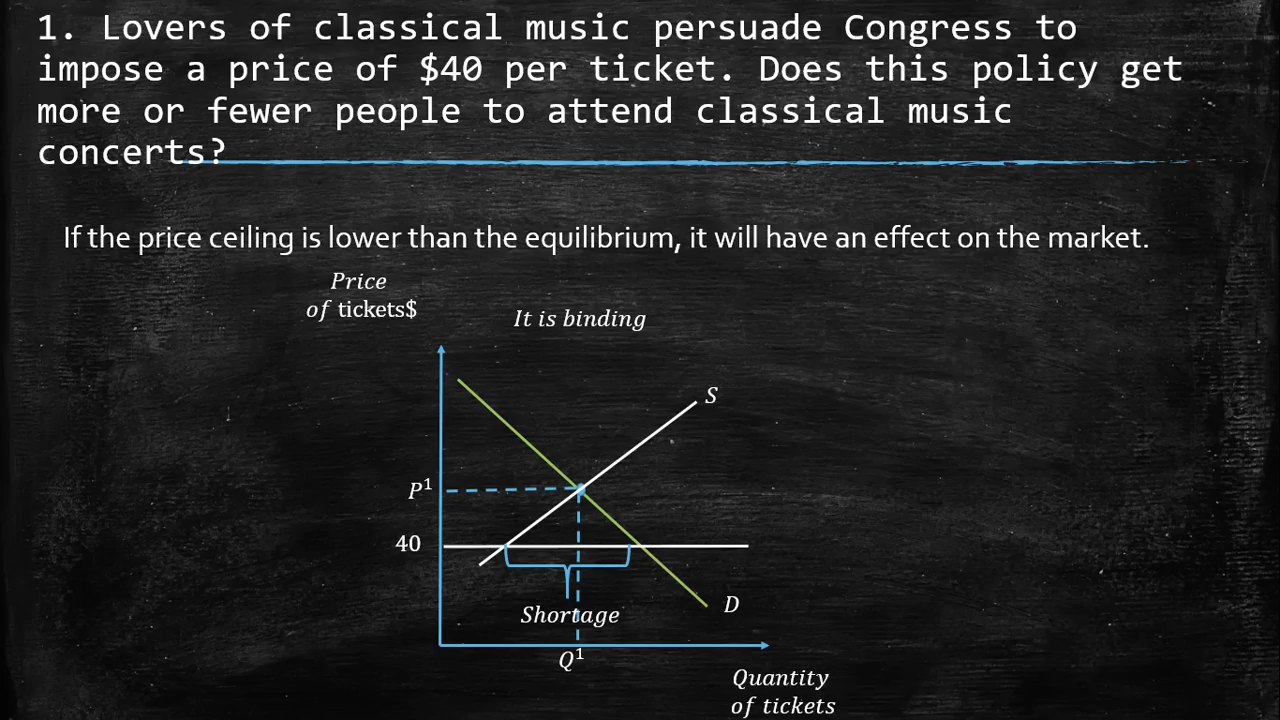 1. Lovers of classical music persuade Congress to
impose a price of $40 per ticket. Does this policy get
more or fewer people to attend classical music
concerts?
If the price ceiling is lower than the equilibrium, it will have an effect on the market.
Price
of tickets$
It is binding
S
P¹
40
Shortage
D
Q¹
Quantity
of tickets